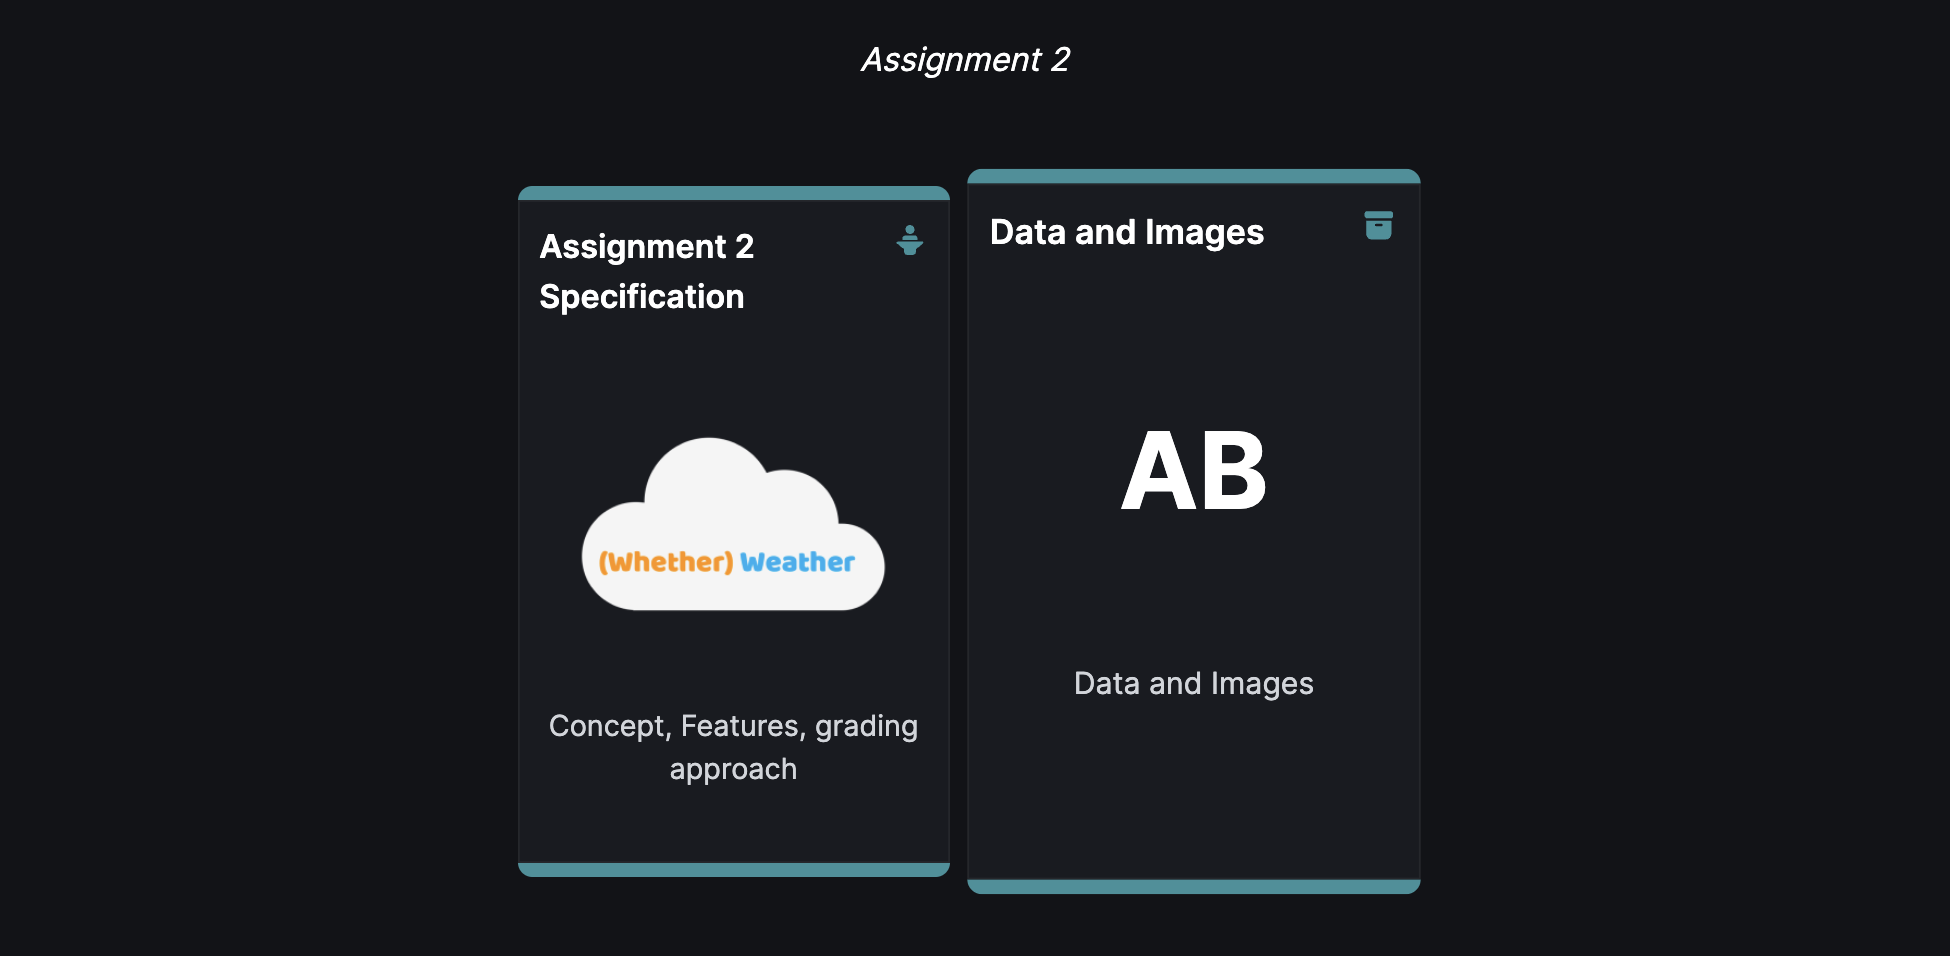 Assignment 2
Assignment 2
Specification
(Whether) Weather
Concept, Features, grading
approach
Data and Images
AB
Data and Images